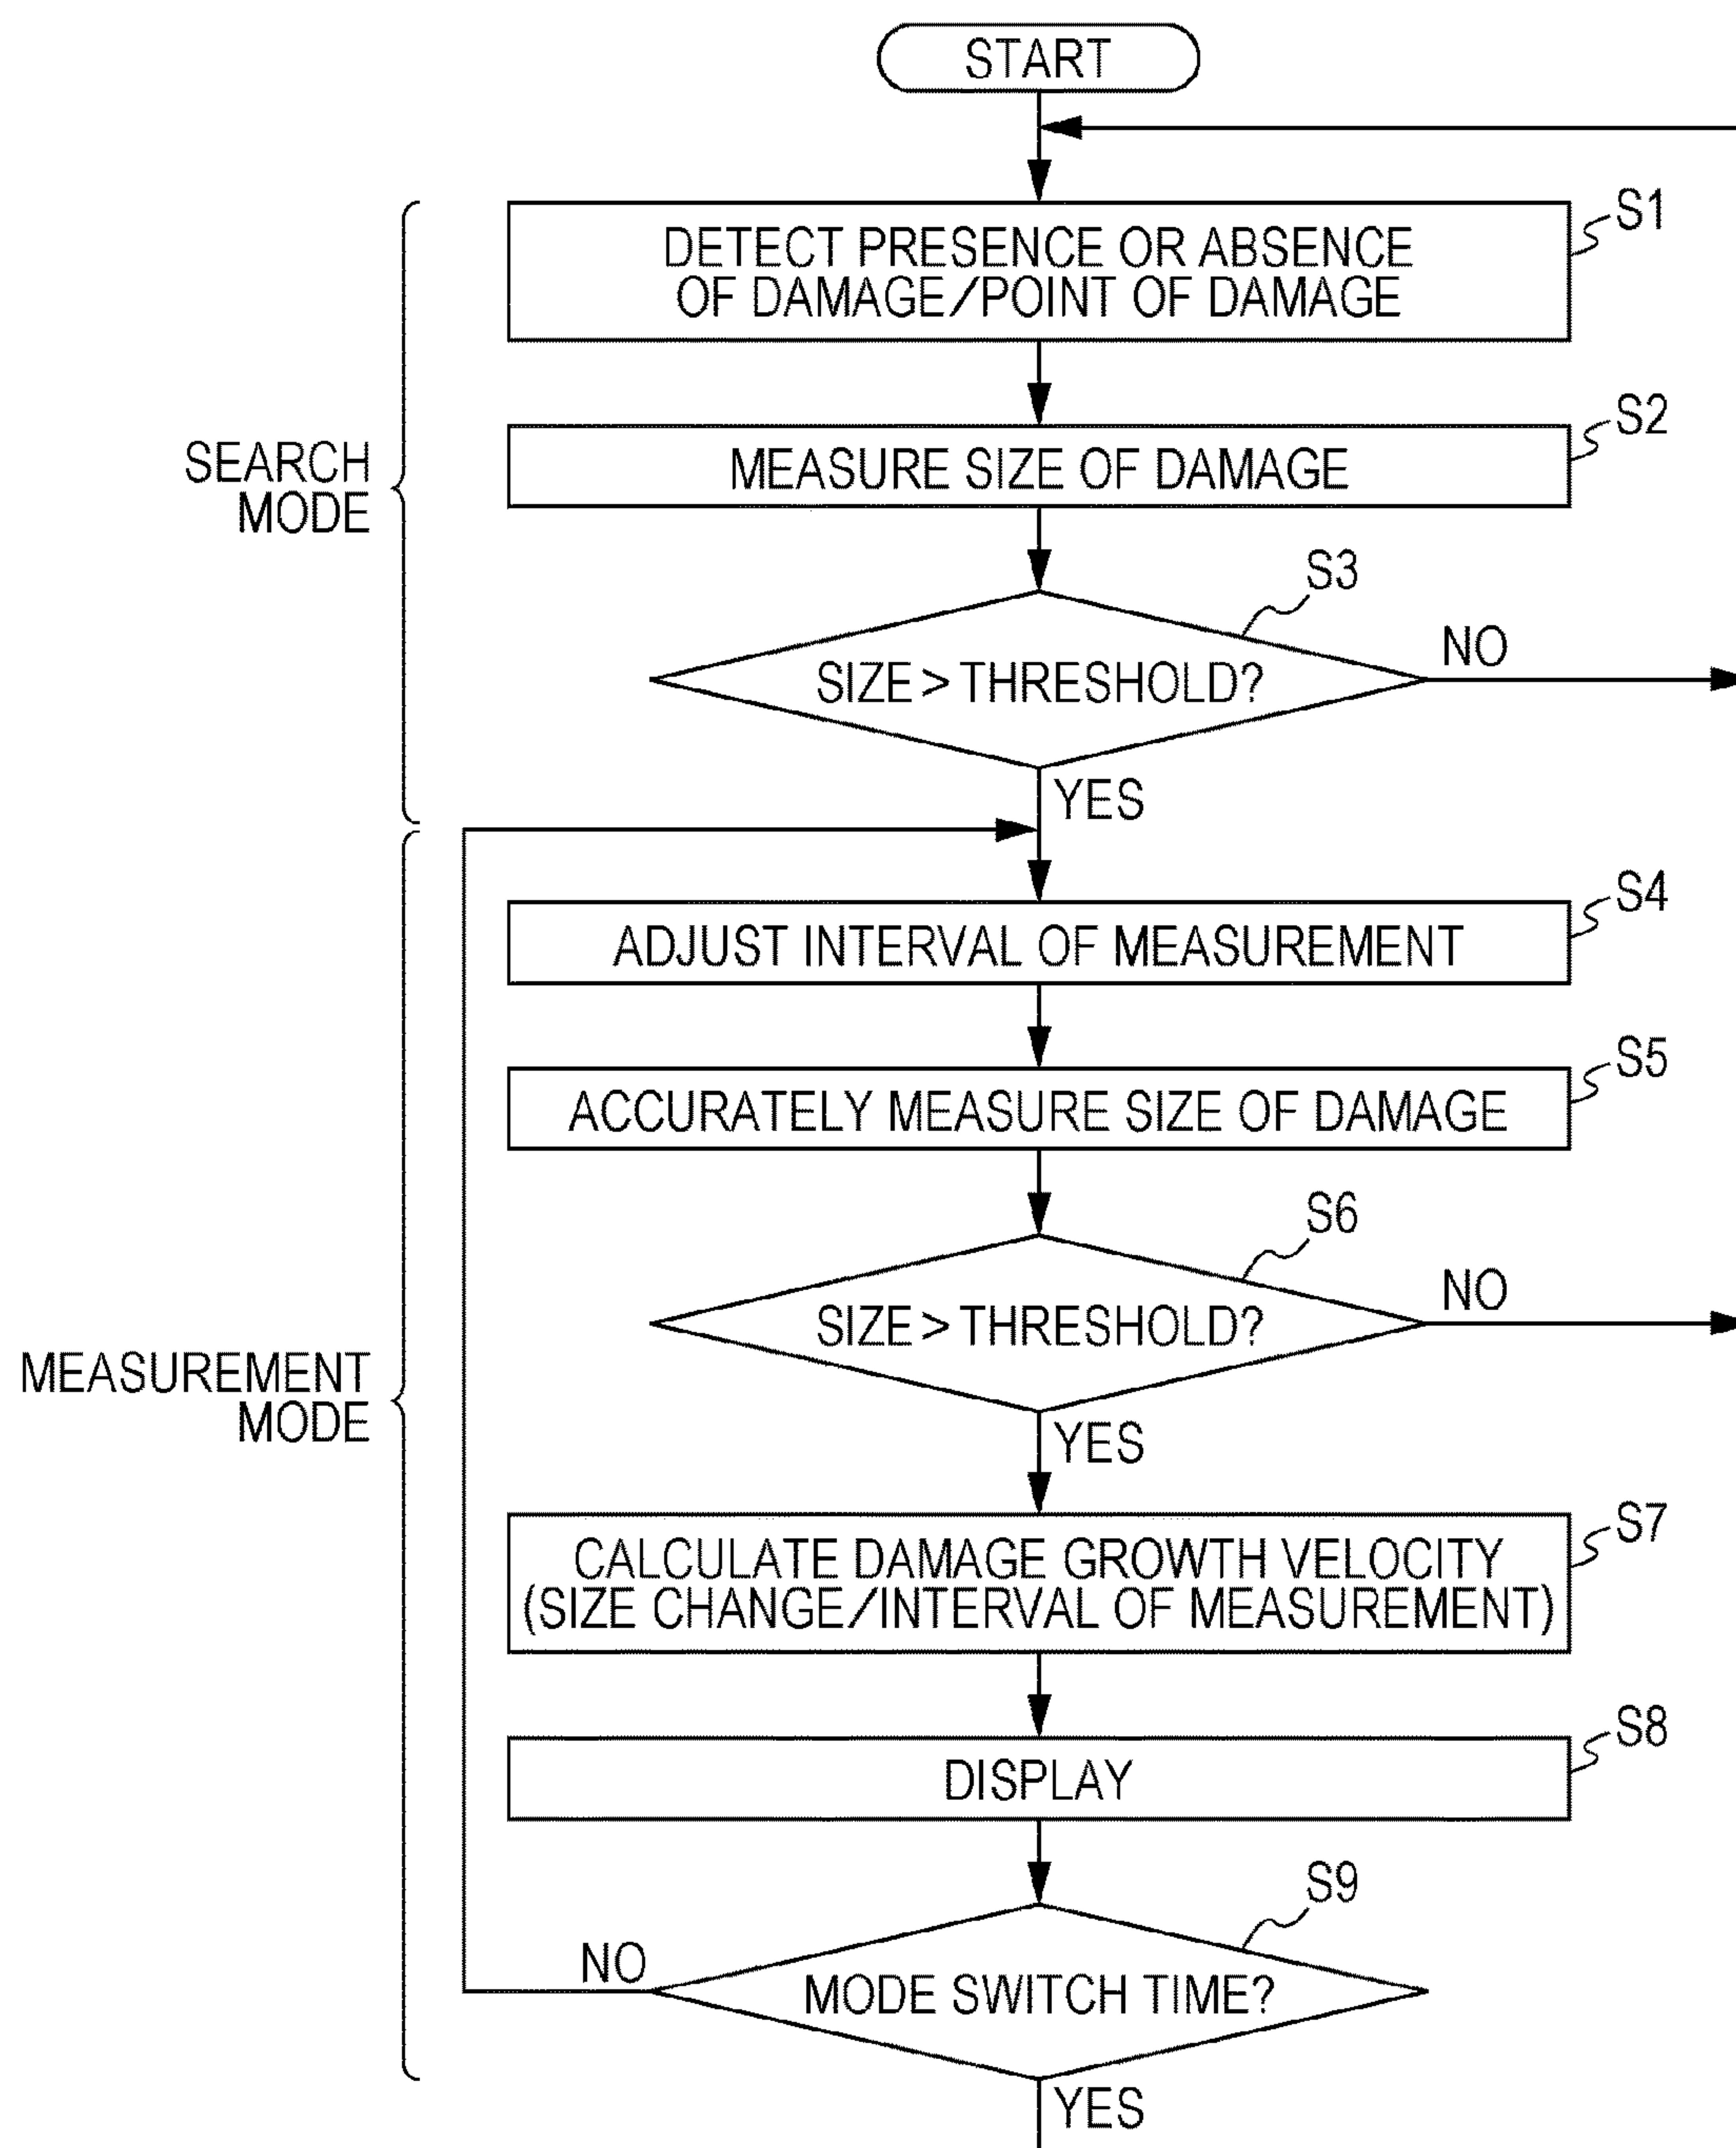 START
S1
DETECT PRESENCE OR ABSENCE
OF DAMAGE/POINT OF DAMAGE
S2
MEASURE SIZE OF DAMAGE
SEARCH
MODE
S3
SIZE > THRESHOLD?
NO
YES
S4
ADJUST INTERVAL OF MEASUREMENT
S5
ACCURATELY MEASURE SIZE OF DAMAGE
S6
SIZE > THRESHOLD?
NO
MEASUREMENT
MODE
YES
S7
CALCULATE DAMAGE GROWTH VELOCITY
(SIZE CHANGE/INTERVAL OF MEASUREMENT)
S8
DISPLAY
S9
NO
MODE SWITCH TIME?
YES